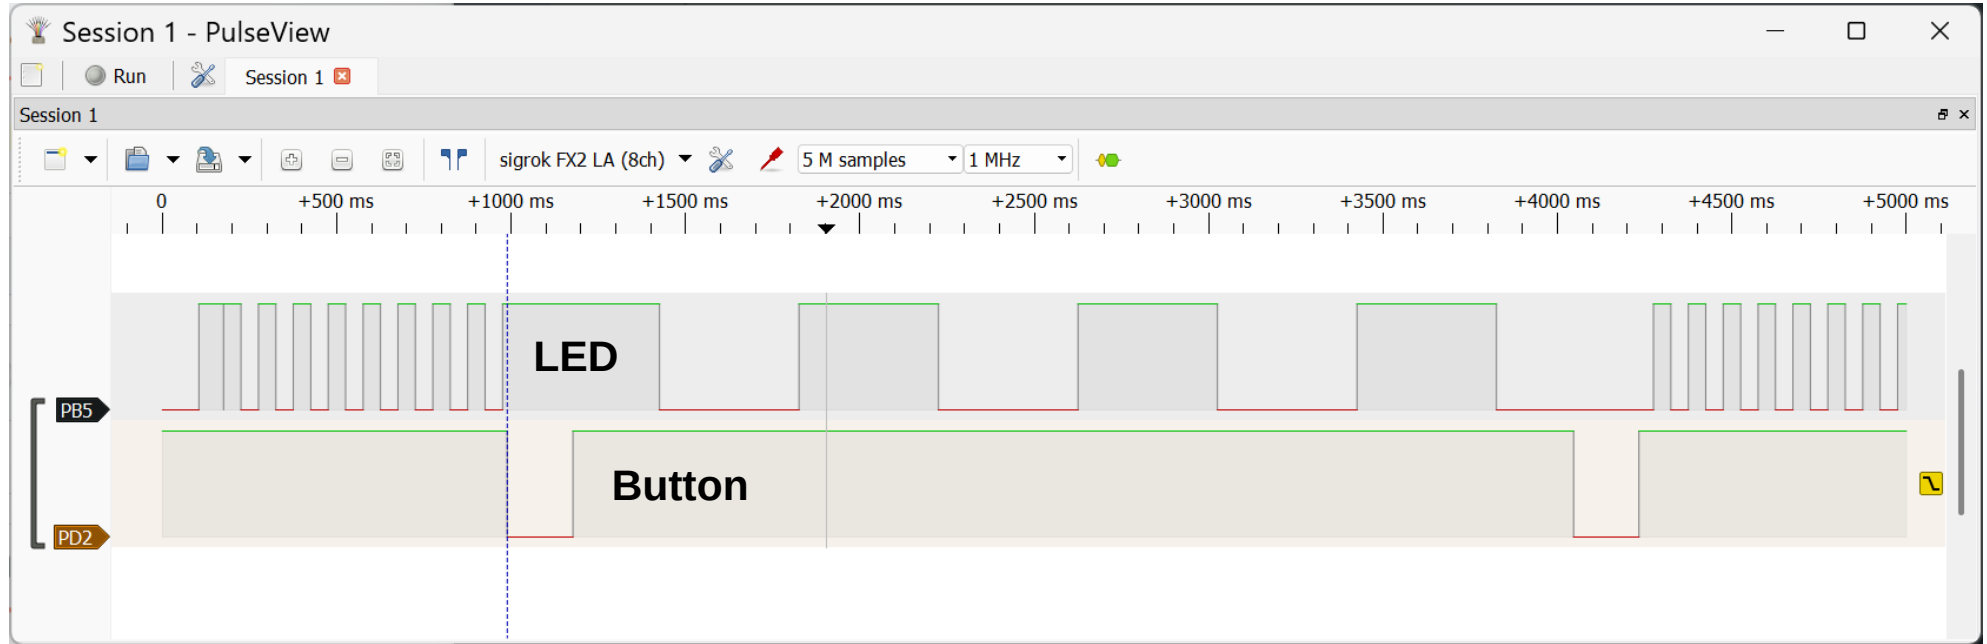 Session 1 - PulseView
Run
Session 1
Session 1
sigrok FX2 LA (8ch)
5 M samples
1 MHz
0 +500 ms +1000 ms +1500 ms +2000 ms +2500 ms +3000 ms +3500 ms +4000 ms +4500 ms +5000 ms
LED
PB5
Button
PD2